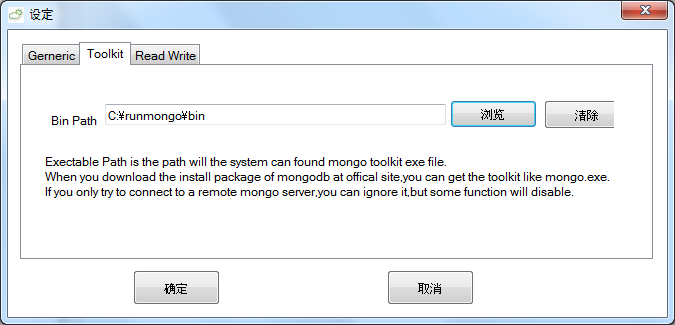 设定
Gerneric Toolkit Read Write
Bin Path C:¥runmongo¥bin 浏览 清除
Exectable Path is the path will the system can found mongo toolkit exe file.
When you download the install package of mongodb at offical site,you can get the toolkit like mongo.exe.
If you only try to connect to a remote mongo server,you can ignore it,but some function will disable.
确定 取消